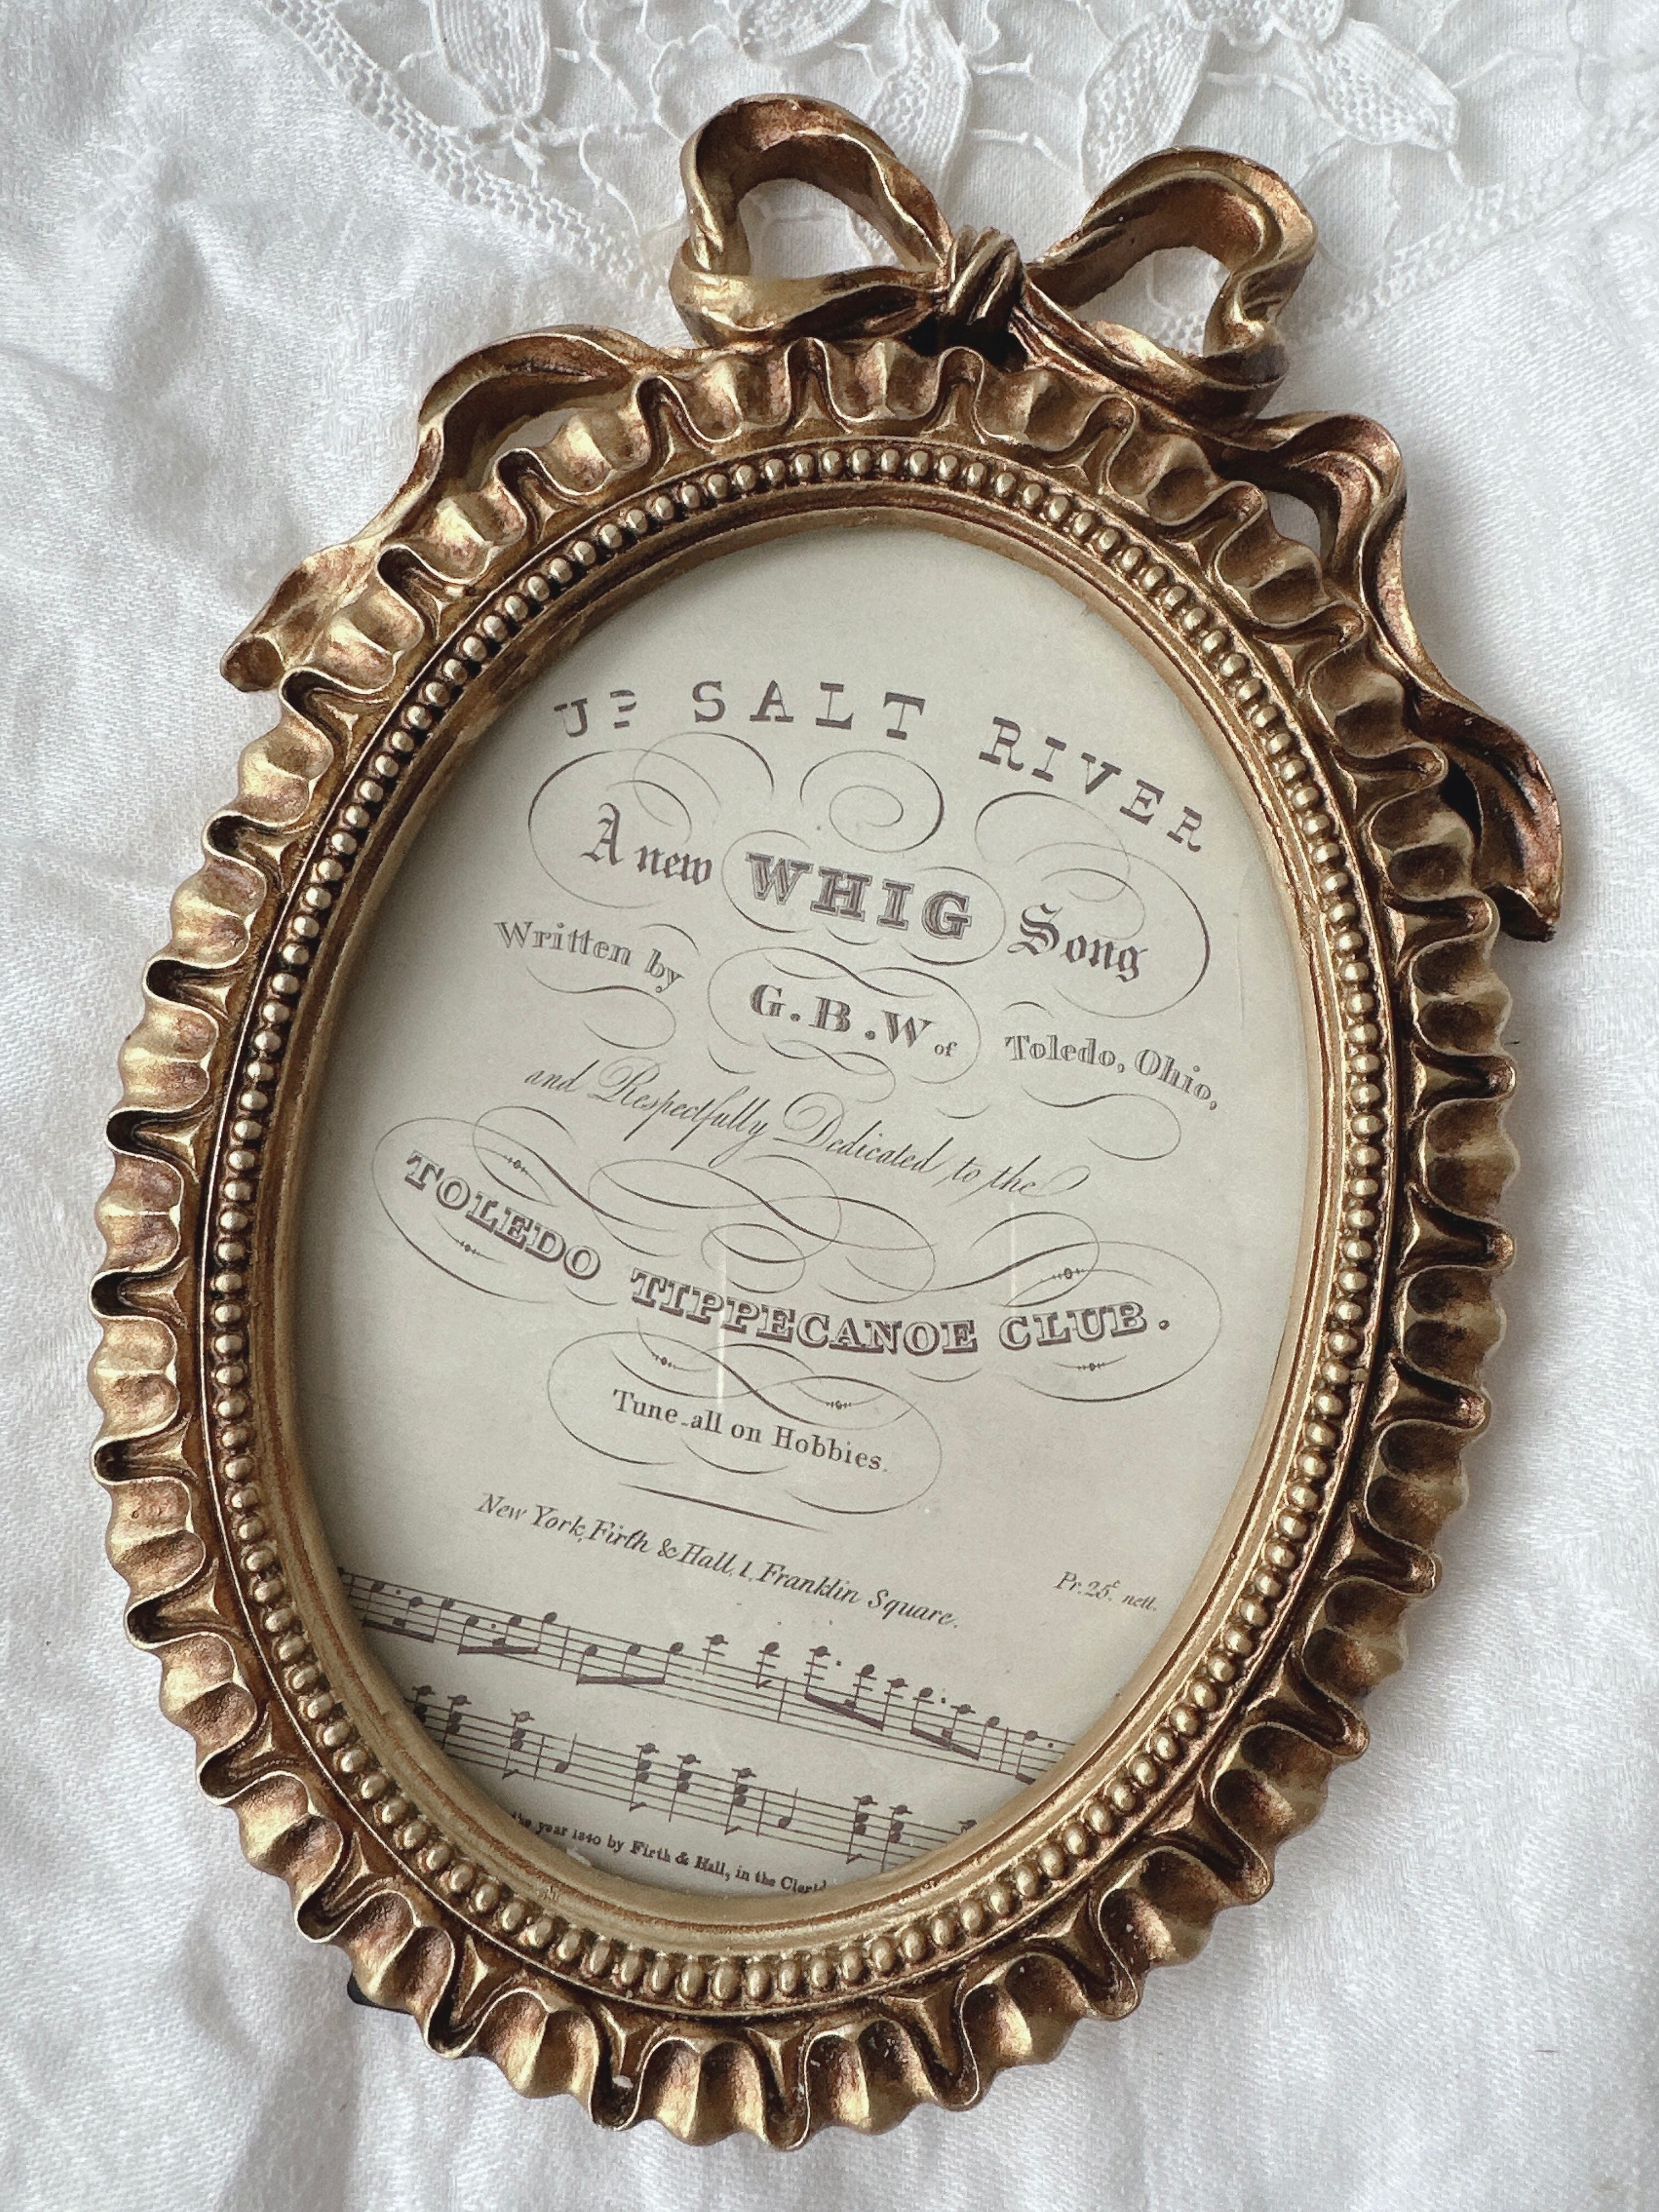 UP SALT RIVER
A new WHIG Song
Written by G. B. W. of Toledo, Ohio,
and Respectfully Dedicated to the
TOLEDO TIPPECANOE CLUB.
Tune_all on Hobbies.
New York, Firth & Hall, 1. Franklin Square.
Pr. 25¢ nett.
the year 1840 by Firth & Hall, in the Clerk'